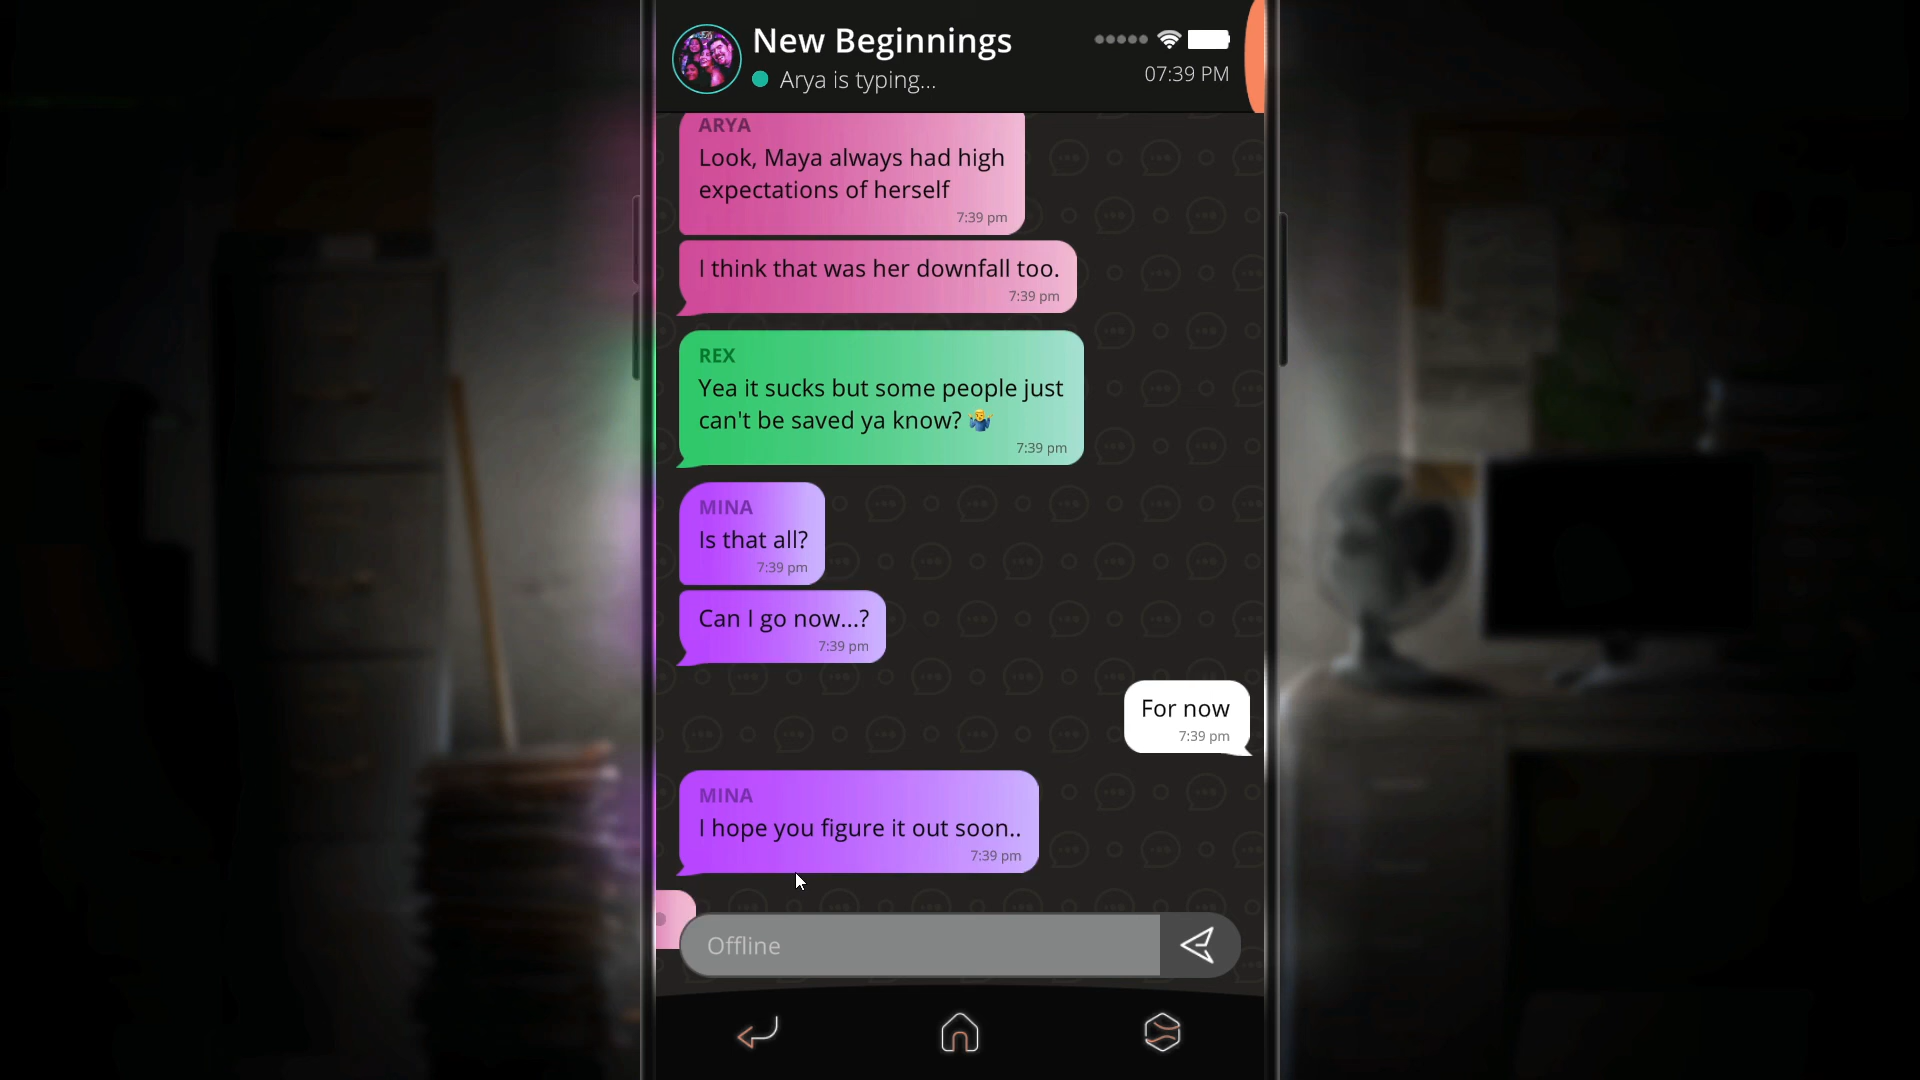 New Beginnings
Arya is typing...
07:39 PM
ARYA
Look, Maya always had high
expectations of herself
7:39 pm
I think that was her downfall too.
7:39 pm
REX
Yea it sucks but some people just
can't be saved ya know? 🤷‍♂️
7:39 pm
MINA
Is that all?
7:39 pm
Can I go now...?
7:39 pm
For now
7:39 pm
MINA
I hope you figure it out soon..
7:39 pm
Offline